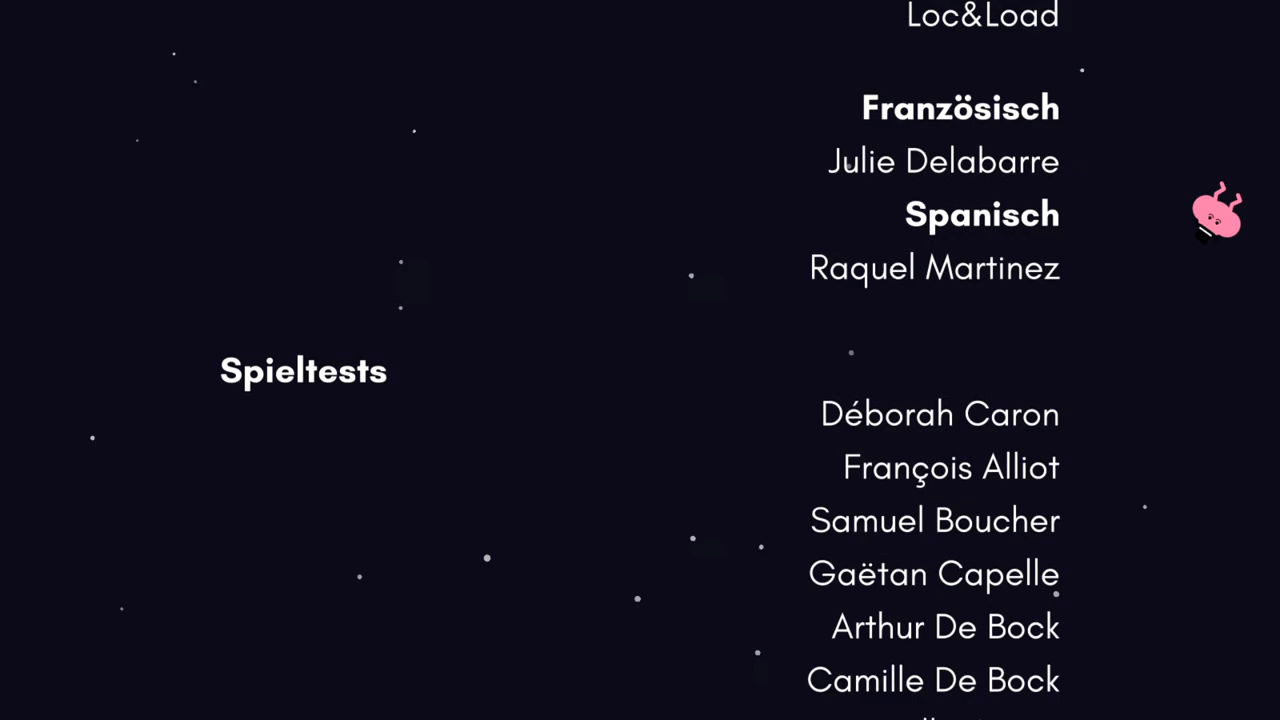 Loc&Load
Französisch
Julie Delabarre
Spanisch
Raquel Martinez
Spieltests
Déborah Caron
François Alliot
Samuel Boucher
Gaëtan Capelle
Arthur De Bock
Camille De Bock